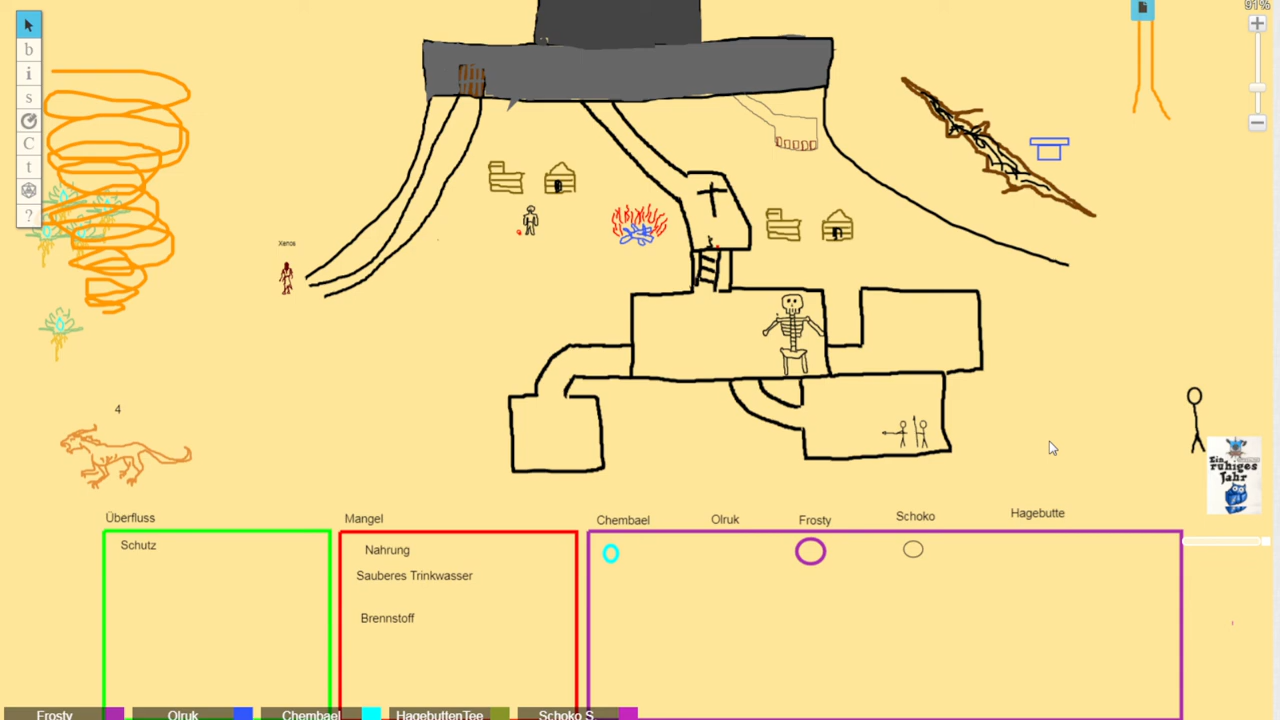 91%
b
i
s
C
t
?
Xenos
4
Ein
ruhiges
Jahr
Überfluss
Mangel
Chembael
Olruk
Frosty
Schoko
Hagebutte
Schutz
Nahrung
Sauberes Trinkwasser
Brennstoff
Frosty
Olruk
Chembael
HagebuttenTee
Schoko S